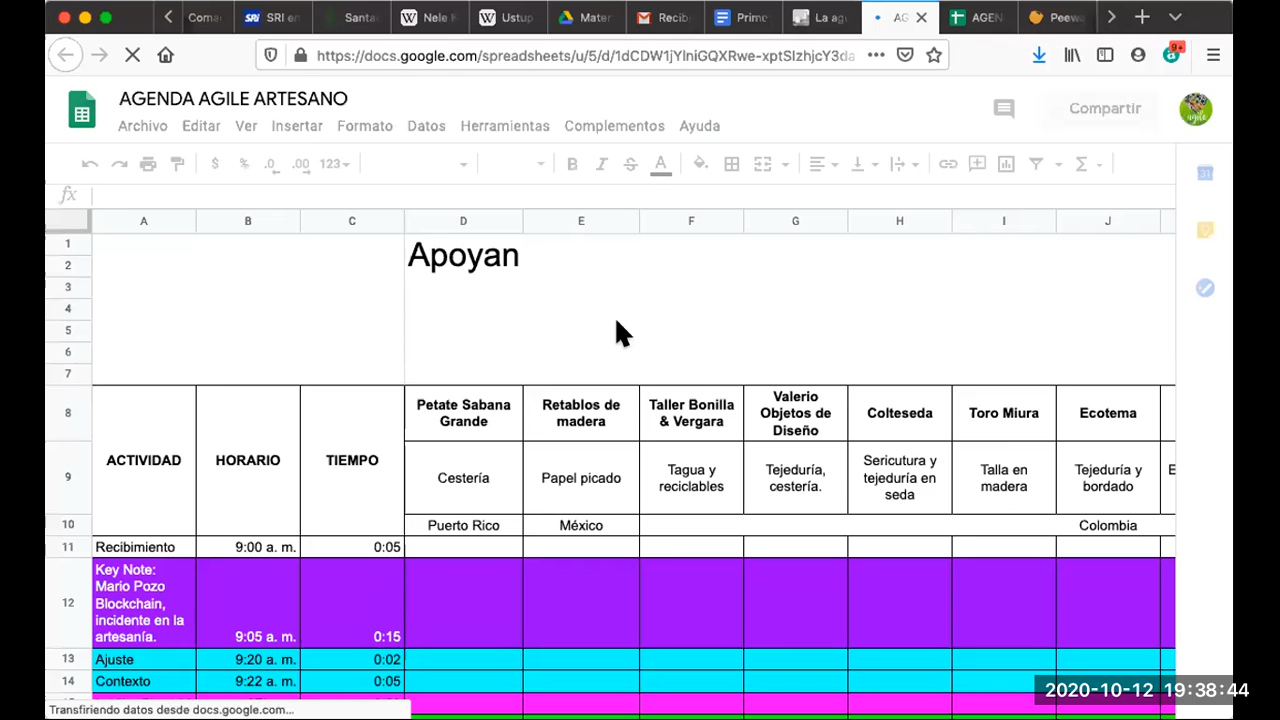 Coma
SRI en
Santa
Nele K
Ustup
Mater
Recib
Prime
La ag
AG
AGEN
Peewa
https://docs.google.com/spreadsheets/u/5/d/1dCDW1jYlniGQXRwe-xptSIzhjcY3da
9+
AGENDA AGILE ARTESANO
Compartir
Archivo Editar Ver Insertar Formato Datos Herramientas Complementos Ayuda
$ % .0 .00 123 B I S A
fx
A B C D E F G H I J
1
Apoyan
2
3
4
5
6
7
8
ACTIVIDAD HORARIO TIEMPO
Petate Sabana
Grande
Retablos de
madera
Taller Bonilla
& Vergara
Valerio
Objetos de
Diseño
Colteseda
Toro Miura
Ecotema
9
Cestería
Papel picado
Tagua y
reciclables
Tejeduría,
cestería.
Sericutura y
tejeduría en
seda
Talla en
madera
Tejeduría y
bordado
E
10 Puerto Rico México Colombia
11 Recibimiento 9:00 a. m. 0:05
12
Key Note:
Mario Pozo
Blockchain,
incidente en la
artesanía. 9:05 a. m. 0:15
13 Ajuste 9:20 a. m. 0:02
14 Contexto 9:22 a. m. 0:05
Transfiriendo datos desde docs.google.com...
2020-10-12 19:38:44